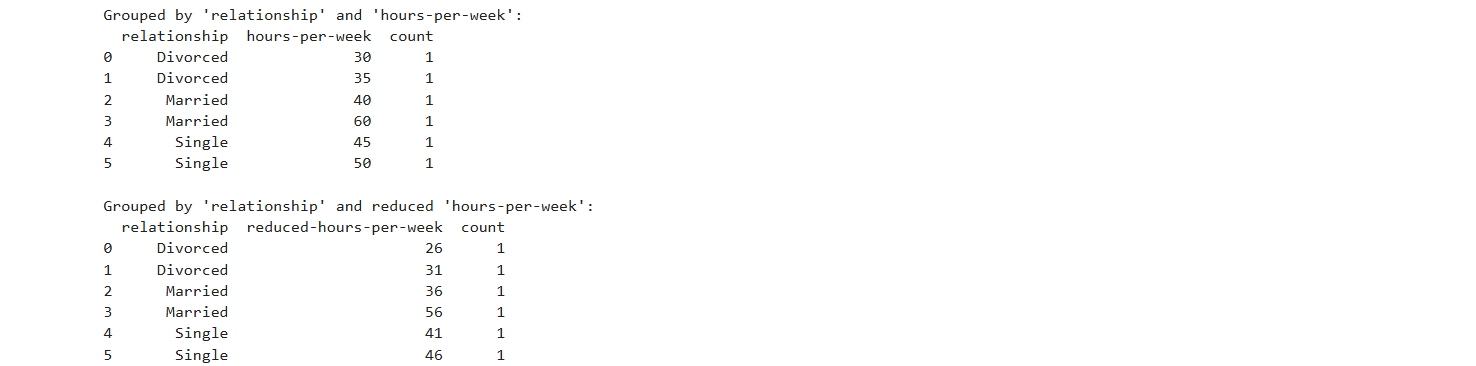 Grouped by 'relationship' and 'hours-per-week':
  relationship  hours-per-week  count
0     Divorced              30      1
1     Divorced              35      1
2      Married              40      1
3      Married              60      1
4       Single              45      1
5       Single              50      1

Grouped by 'relationship' and reduced 'hours-per-week':
  relationship  reduced-hours-per-week  count
0     Divorced                      26      1
1     Divorced                      31      1
2      Married                      36      1
3      Married                      56      1
4       Single                      41      1
5       Single                      46      1